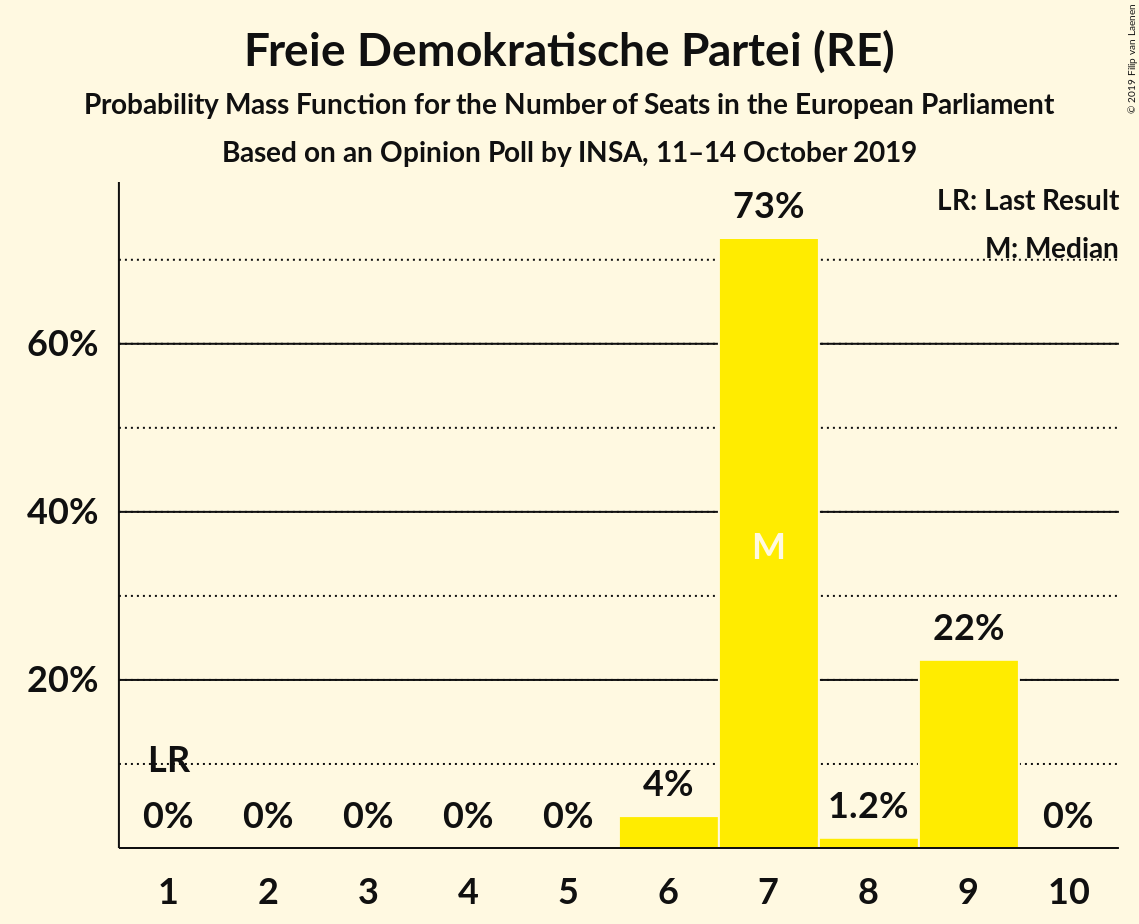 Freie Demokratische Partei (RE)
Probability Mass Function for the Number of Seats in the European Parliament
Based on an Opinion Poll by INSA, 11–14 October 2019
© 2019 Filip van Laenen
LR: Last Result
M: Median
73%
60%
40%
M
22%
20%
LR
0%
0%
0%
0%
0%
4%
1.2%
0%
1 2 3 4 5 6 7 8 9 10